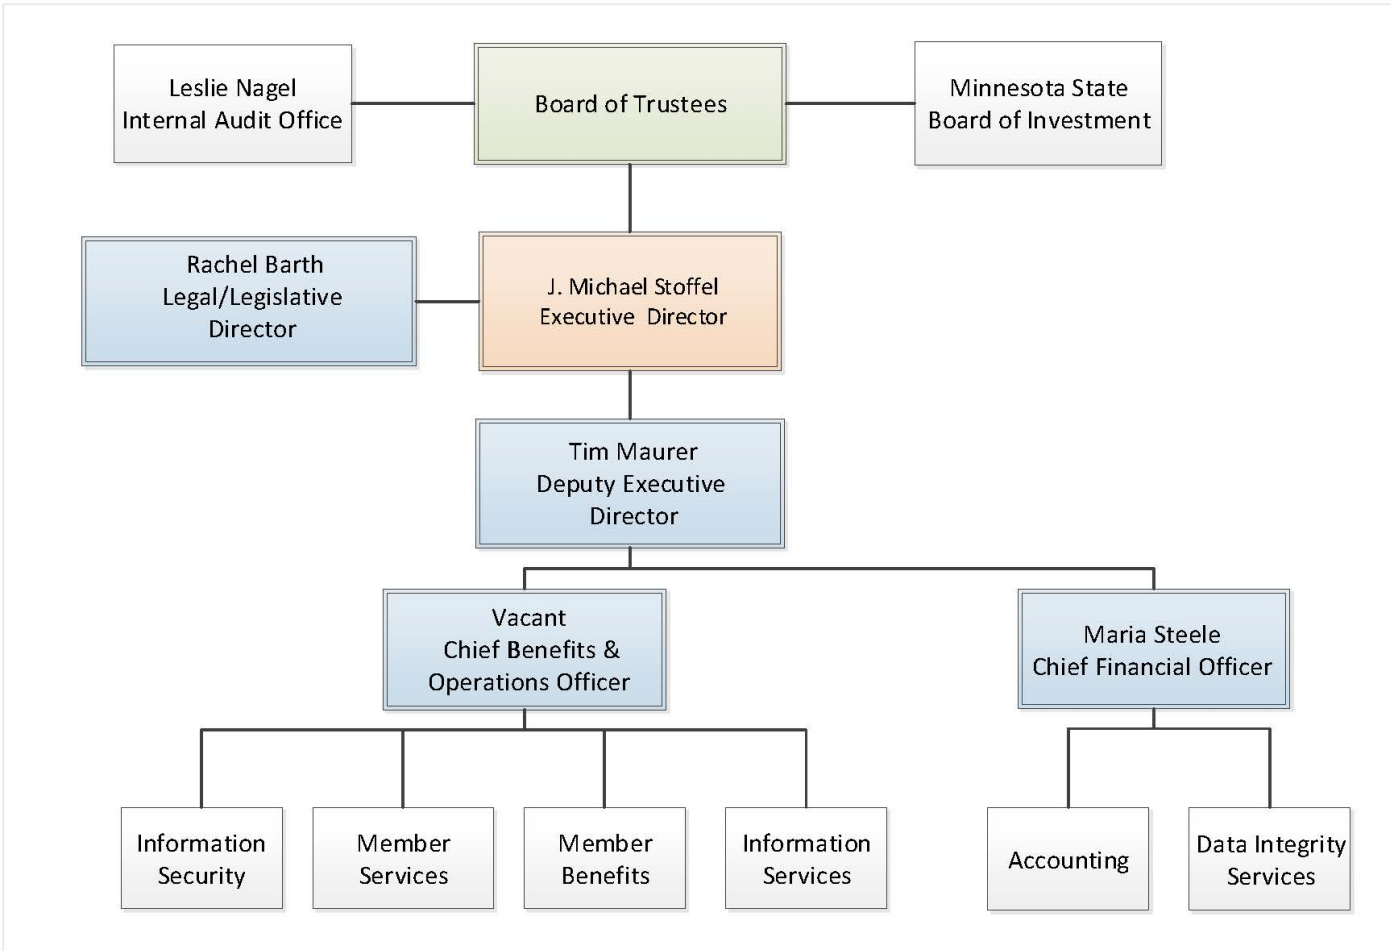 Leslie Nagel
Internal Audit Office
Board of Trustees
Minnesota State
Board of Investment
Rachel Barth
Legal/Legislative
Director
J. Michael Stoffel
Executive Director
Tim Maurer
Deputy Executive
Director
Vacant
Chief Benefits &
Operations Officer
Maria Steele
Chief Financial Officer
Information
Security
Member
Services
Member
Benefits
Information
Services
Accounting
Data Integrity
Services